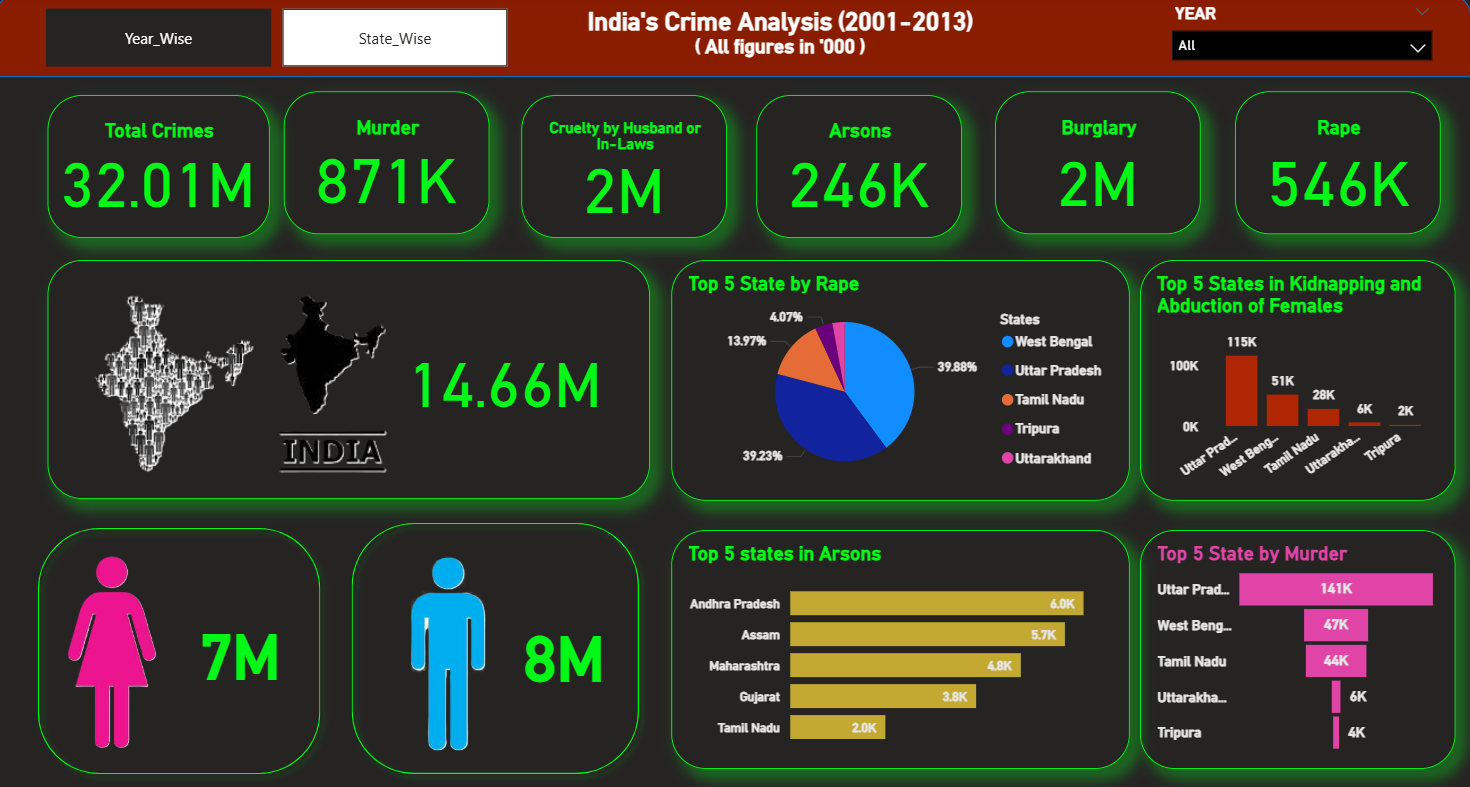 Year_Wise
State_Wise
India's Crime Analysis (2001-2013)
( All figures in '000 )
YEAR
All
Total Crimes
32.01M
Murder
871K
Cruelty by Husband or
In-Laws
2M
Arsons
246K
Burglary
2M
Rape
546K
INDIA
14.66M
Top 5 State by Rape
4.07%
13.97%
39.88%
39.23%
States
West Bengal
Uttar Pradesh
Tamil Nadu
Tripura
Uttarakhand
Top 5 States in Kidnapping and
Abduction of Females
100K
0K
115K
51K
28K
6K
2K
Uttar Prad...
West Beng...
Tamil Nadu
Uttarakha...
Tripura
7M
8M
Top 5 states in Arsons
Andhra Pradesh 6.0K
Assam 5.7K
Maharashtra 4.8K
Gujarat 3.8K
Tamil Nadu 2.0K
Top 5 State by Murder
Uttar Prad... 141K
West Beng... 47K
Tamil Nadu 44K
Uttarakha... 6K
Tripura 4K